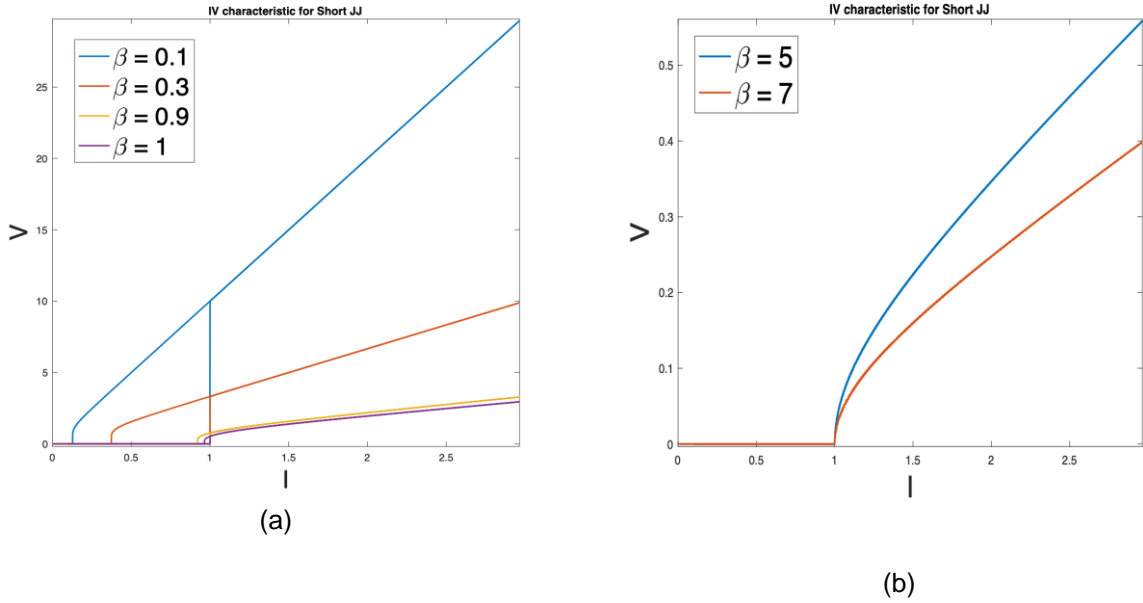 IV characteristic for Short JJ
β = 0.1
β = 0.3
β = 0.9
β = 1
V
25
20
15
10
5
0
0 0.5 1 1.5 2 2.5
I
(a)
IV characteristic for Short JJ
β = 5
β = 7
V
0.5
0.4
0.3
0.2
0.1
0
0 0.5 1 1.5 2 2.5
I
(b)